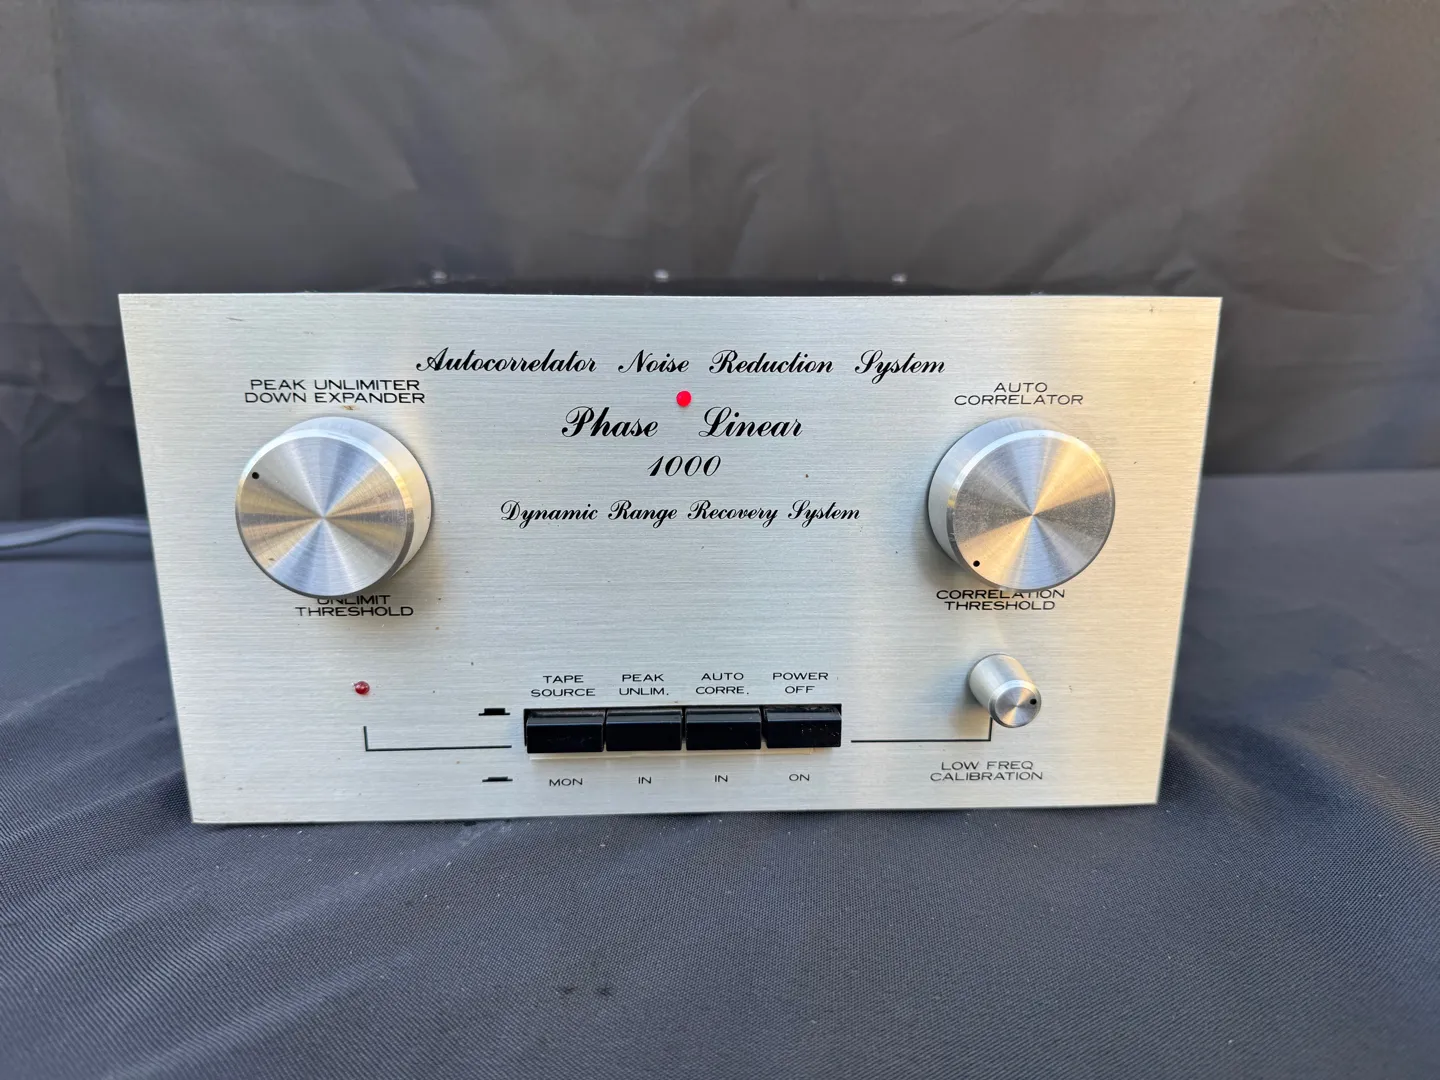 Autocorrelator Noise Reduction System
PEAK UNLIMITER
DOWN EXPANDER
AUTO
CORRELATOR
Phase Linear
1000
Dynamic Range Recovery System
UNLIMIT
THRESHOLD
CORRELATION
THRESHOLD
TAPE
SOURCE
PEAK
UNLIM.
AUTO
CORRE.
POWER
OFF
MON
IN
IN
ON
LOW FREQ
CALIBRATION